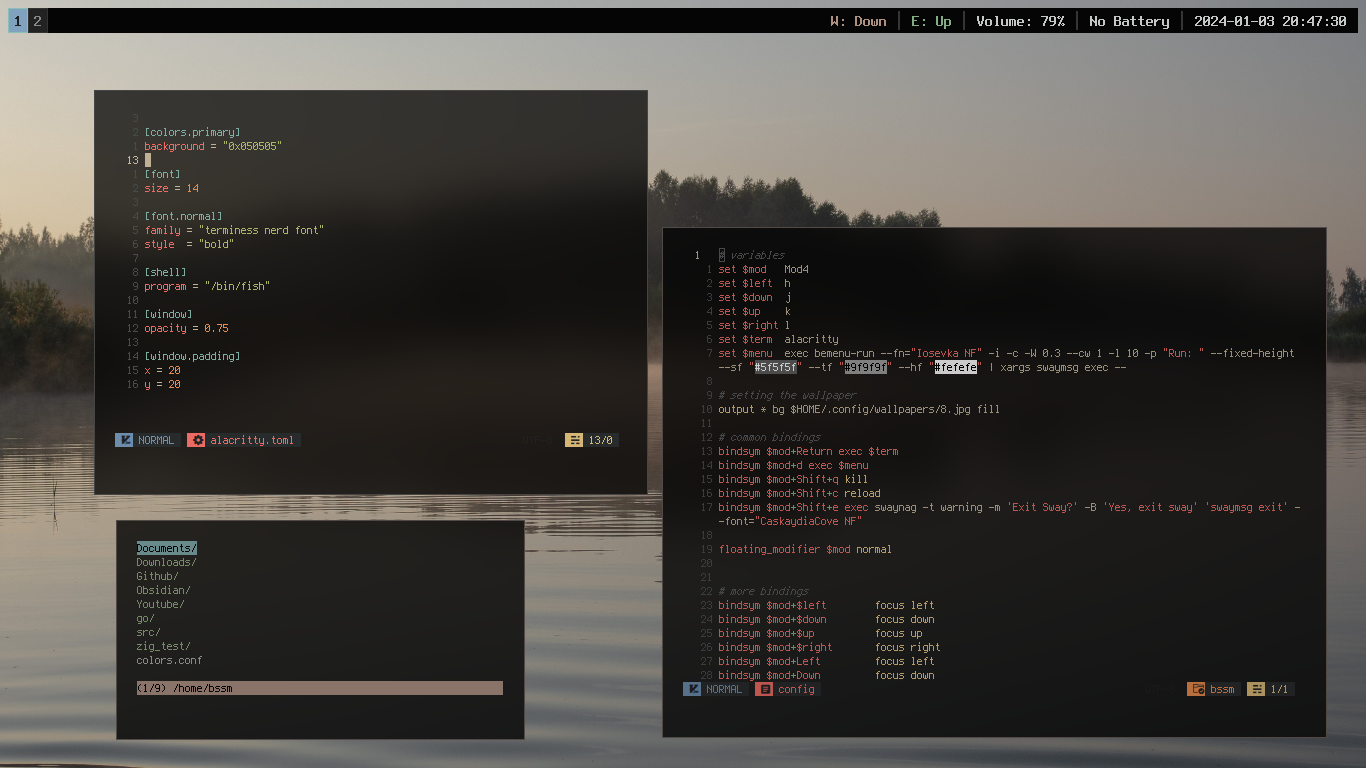 1 2
W: Down | E: Up | Volume: 79% | No Battery | 2024-01-03 20:47:30
3
2 [colors.primary]
1 background = "0x050505"
13
1 [font]
2 size = 14
3
4 [font.normal]
5 family = "terminess nerd font"
6 style  = "bold"
7
8 [shell]
9 program = "/bin/fish"
10
11 [window]
12 opacity = 0.75
13
14 [window.padding]
15 x = 20
16 y = 20
NORMAL alacritty.toml 13/0
Documents/
Downloads/
Github/
Obsidian/
Youtube/
go/
src/
zig_test/
colors.conf
(1/9) /home/bssm
1 # variables
1 set $mod   Mod4
2 set $left  h
3 set $down  j
4 set $up    k
5 set $right l
6 set $term  alacritty
7 set $menu  exec bemenu-run --fn="Iosevka NF" -i -c -W 0.3 --cw 1 -l 10 -p "Run: " --fixed-height
--sf "#5f5f5f" --tf "#9f9f9f" --hf "#fefefe" | xargs swaymsg exec --
8
9 # setting the wallpaper
10 output * bg $HOME/.config/wallpapers/8.jpg fill
11
12 # common bindings
13 bindsym $mod+Return exec $term
14 bindsym $mod+d exec $menu
15 bindsym $mod+Shift+q kill
16 bindsym $mod+Shift+c reload
17 bindsym $mod+Shift+e exec swaynag -t warning -m 'Exit Sway?' -B 'Yes, exit sway' 'swaymsg exit' -
-font="CaskaydiaCove NF"
18
19 floating_modifier $mod normal
20
21
22 # more bindings
23 bindsym $mod+$left        focus left
24 bindsym $mod+$down        focus down
25 bindsym $mod+$up          focus up
26 bindsym $mod+$right       focus right
27 bindsym $mod+Left         focus left
28 bindsym $mod+Down         focus down
NORMAL config bssm 1/1